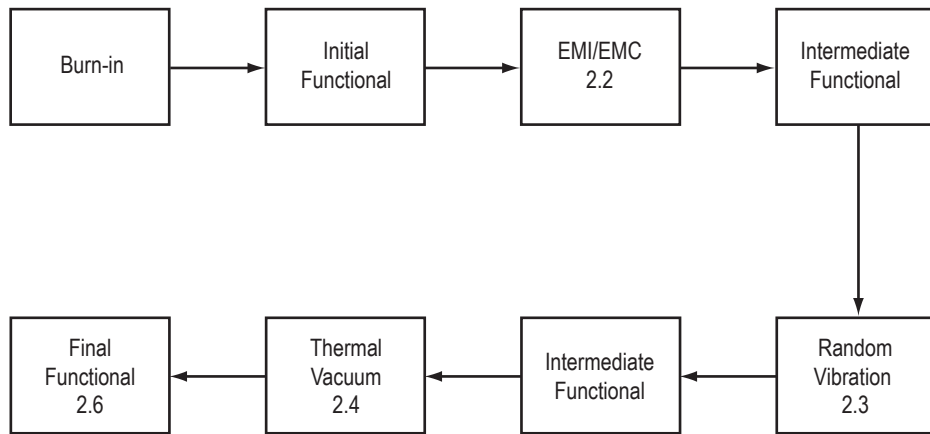 Burn-in
Initial
Functional
EMI/EMC
2.2
Intermediate
Functional
Random
Vibration
2.3
Intermediate
Functional
Thermal
Vacuum
2.4
Final
Functional
2.6